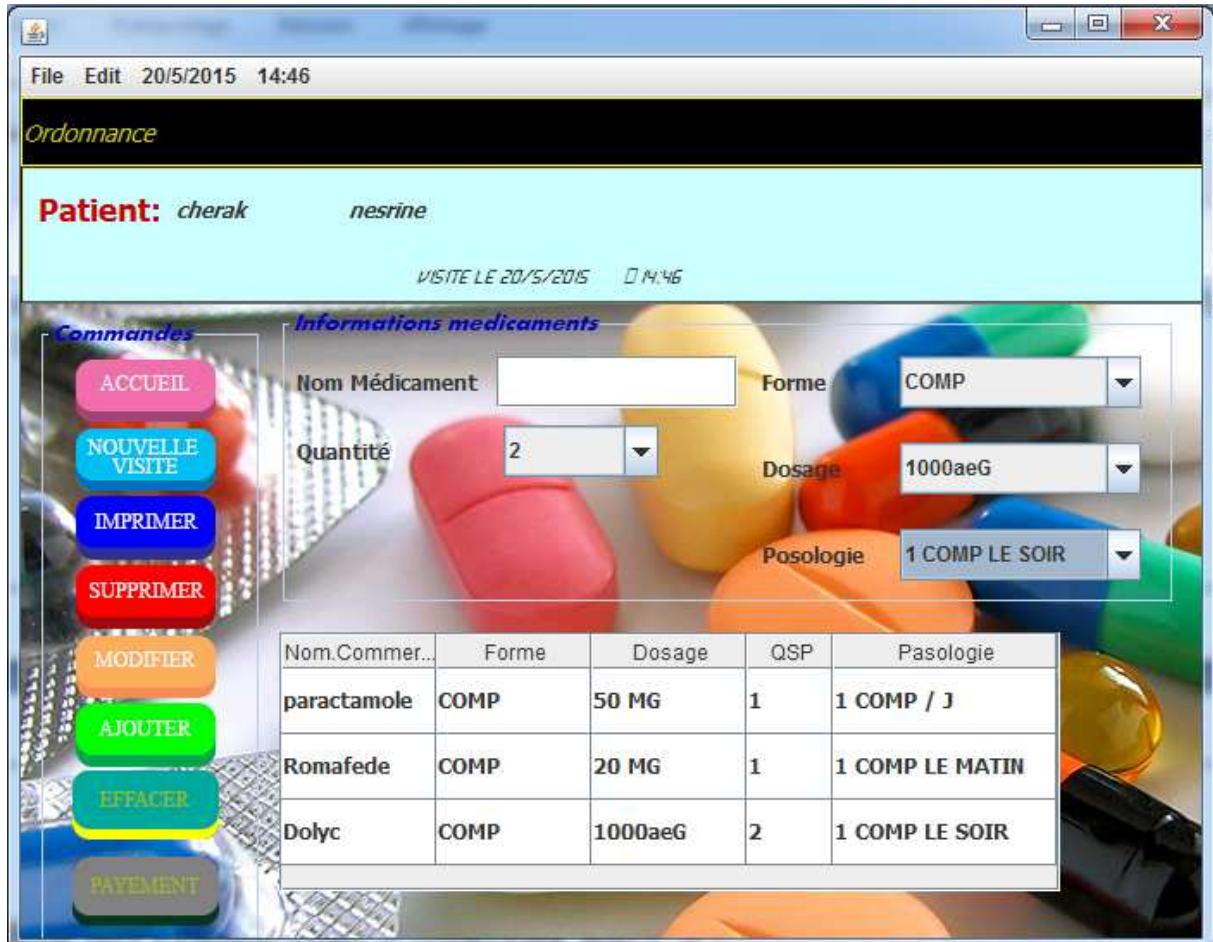 File Edit 20/5/2015 14:46
Ordonnance
Patient: cherak nesrine
VISITE LE 20/5/2015 14:46
Commandes
ACCUEIL
NOUVELLE
VISITE
IMPRIMER
SUPPRIMER
MODIFIER
AJOUTER
EFFACER
PAYEMENT
Informations medicaments
Nom Médicament Forme COMP
Quantité 2 Dosage 1000aeG
Posologie 1 COMP LE SOIR
Nom.Commer... Forme Dosage QSP Pasologie
paractamole COMP 50 MG 1 1 COMP / J
Romafede COMP 20 MG 1 1 COMP LE MATIN
Dolyc COMP 1000aeG 2 1 COMP LE SOIR